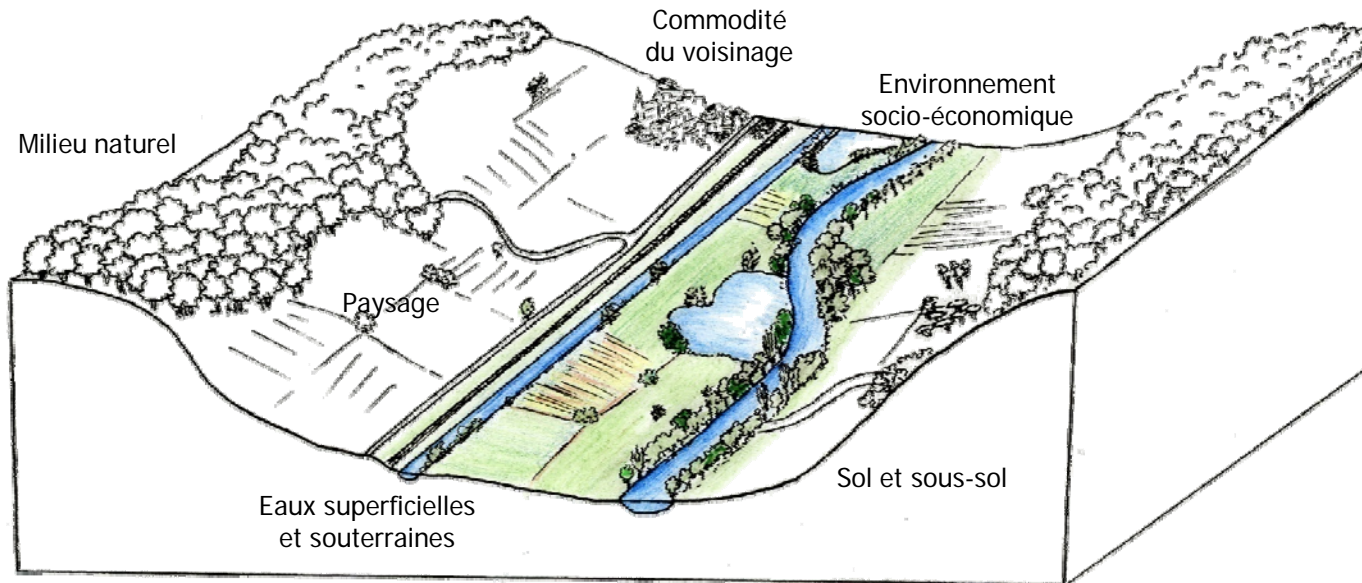 Commodité
du voisinage
Environnement
socio-économique
Milieu naturel
Paysage
Sol et sous-sol
Eaux superficielles
et souterraines